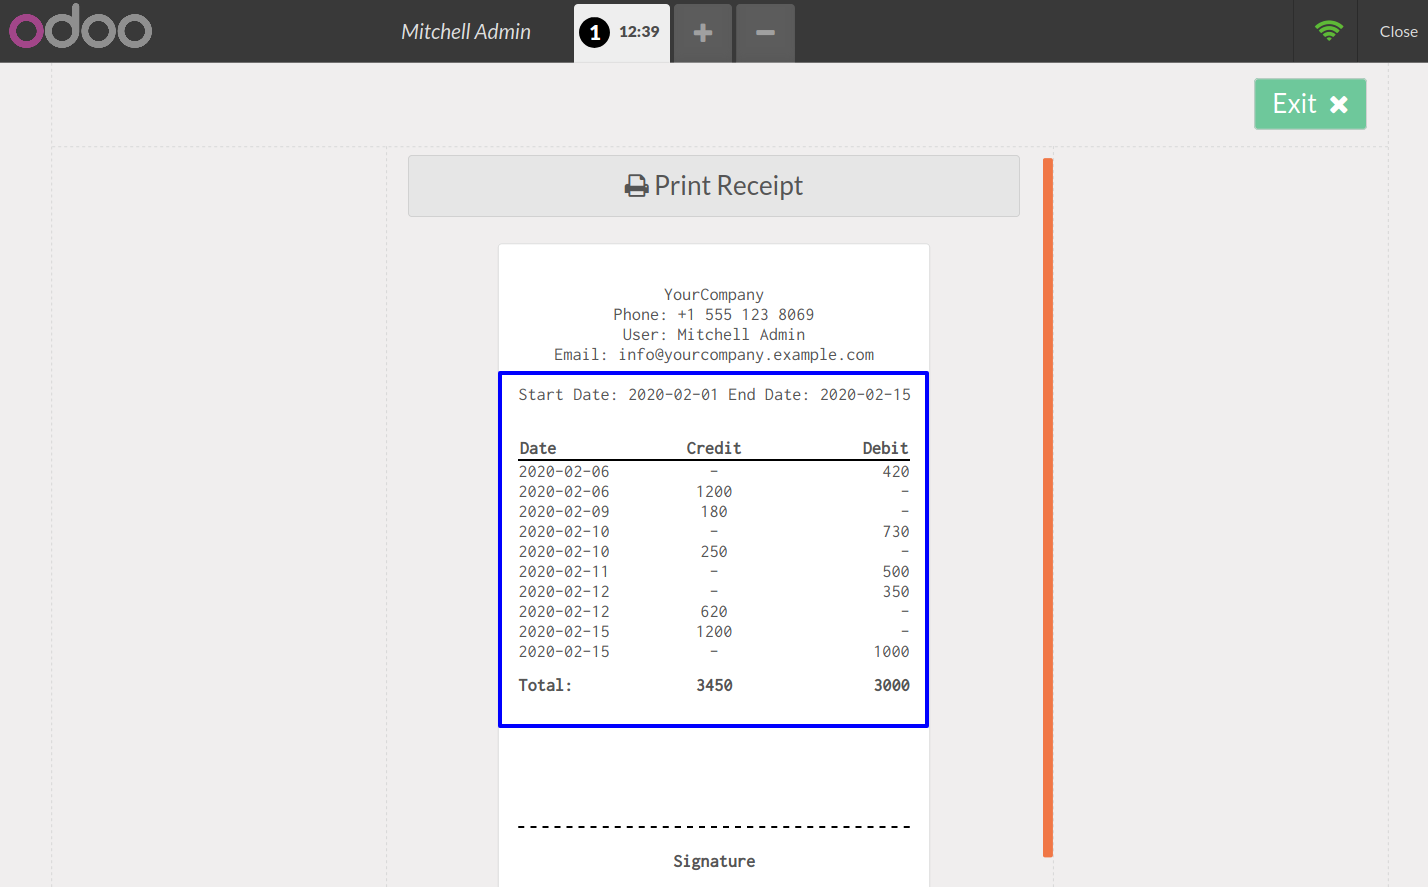 odoo Mitchell Admin 1 12:39 + − Close
Exit ✖
Print Receipt
YourCompany
Phone: +1 555 123 8069
User: Mitchell Admin
Email: info@yourcompany.example.com
Start Date: 2020-02-01 End Date: 2020-02-15
Date Credit Debit
2020-02-06 - 420
2020-02-06 1200 -
2020-02-09 180 -
2020-02-10 - 730
2020-02-10 250 -
2020-02-11 - 500
2020-02-12 - 350
2020-02-12 620 -
2020-02-15 1200 -
2020-02-15 - 1000
Total: 3450 3000
Signature